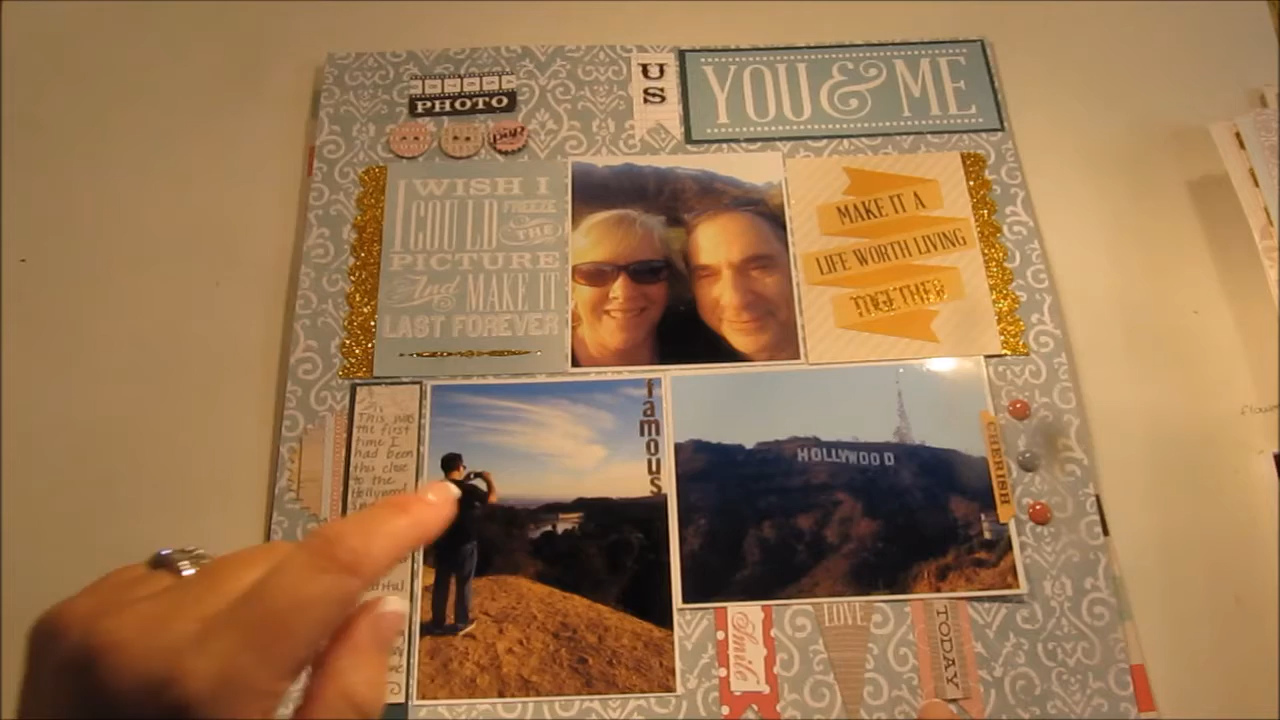 PHOTO
US
YOU & ME
I WISH I
COULD FREEZE
THE
PICTURE
And MAKE IT
LAST FOREVER
MAKE IT A
LIFE WORTH LIVING
TOGETHER
This was
the first
time I
had been
this close
to the
Hollywood
famous
HOLLYWOOD
CHERISH
Smile
LOVE
TODAY